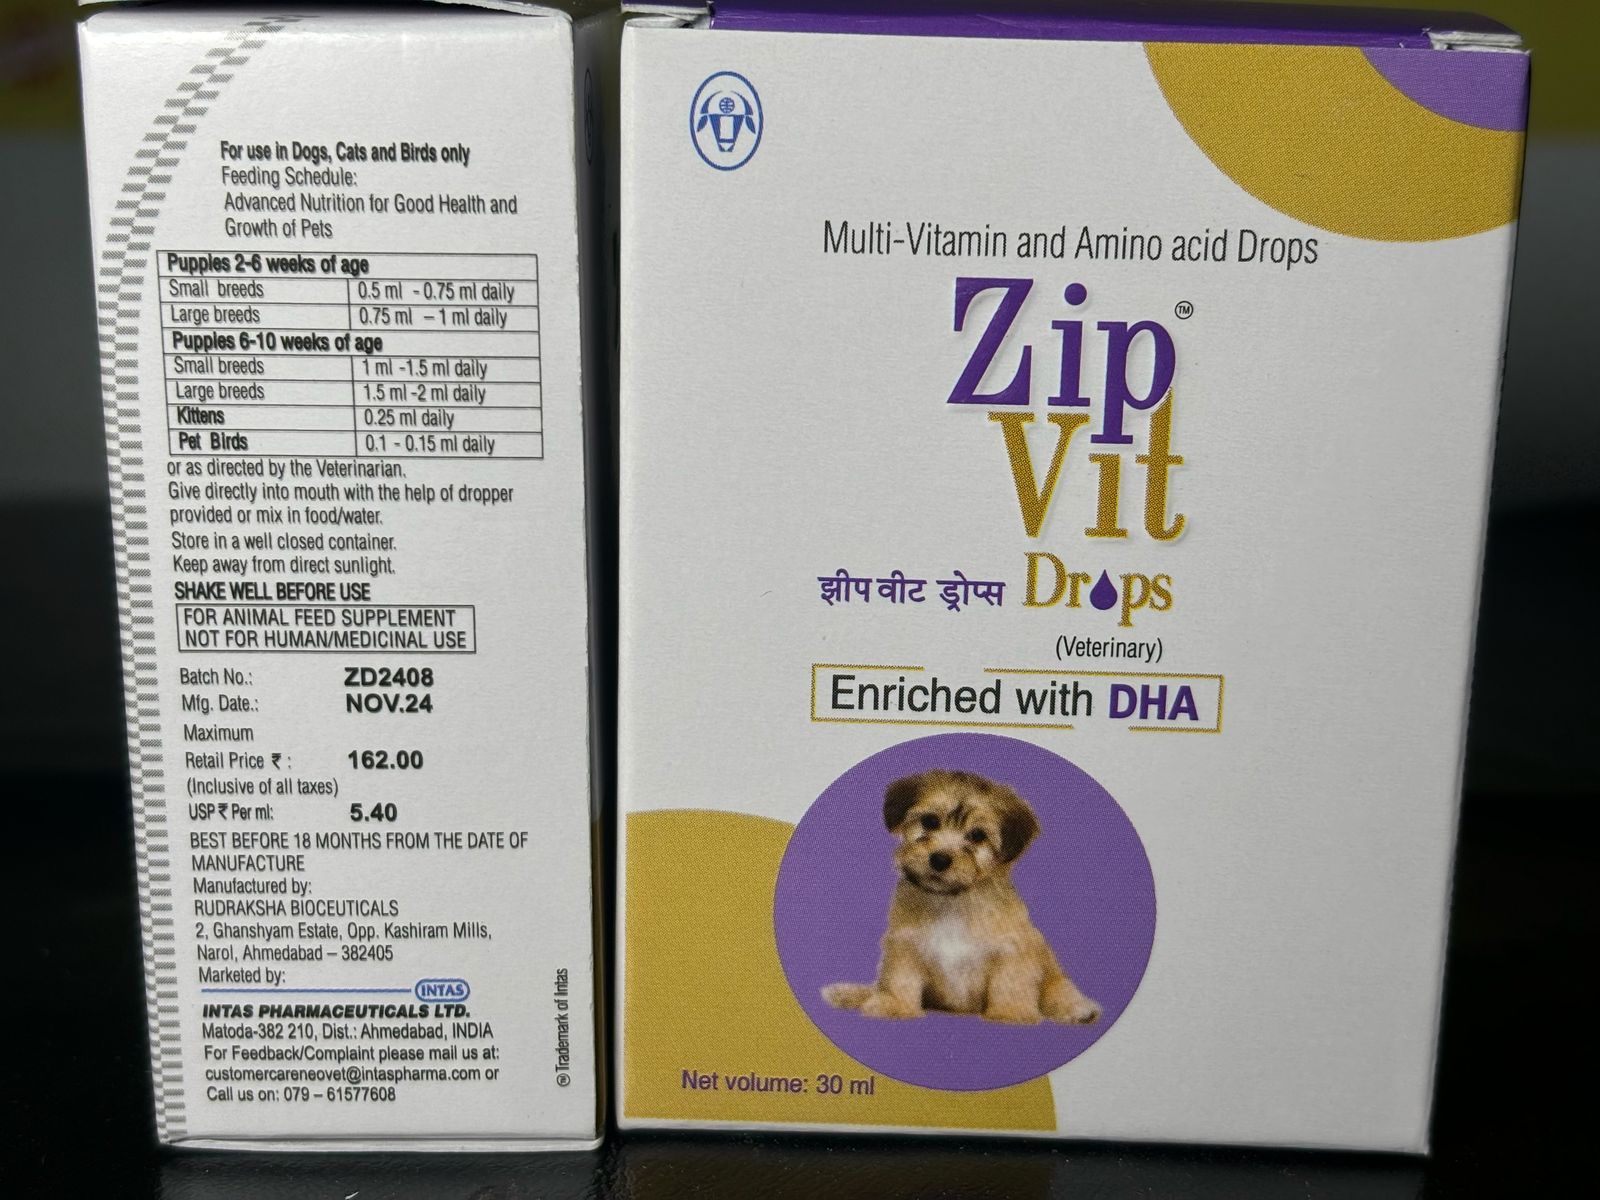 For use in Dogs, Cats and Birds only
Feeding Schedule:
Advanced Nutrition for Good Health and
Growth of Pets
Puppies 2-6 weeks of age
Small breeds 0.5 ml - 0.75 ml daily
Large breeds 0.75 ml – 1 ml daily
Puppies 6-10 weeks of age
Small breeds 1 ml -1.5 ml daily
Large breeds 1.5 ml -2 ml daily
Kittens 0.25 ml daily
Pet Birds 0.1 - 0.15 ml daily
or as directed by the Veterinarian.
Give directly into mouth with the help of dropper
provided or mix in food/water.
Store in a well closed container.
Keep away from direct sunlight.
SHAKE WELL BEFORE USE
FOR ANIMAL FEED SUPPLEMENT
NOT FOR HUMAN/MEDICINAL USE
Batch No.: ZD2408
Mfg. Date.: NOV.24
Maximum
Retail Price ₹ : 162.00
(Inclusive of all taxes)
USP ₹ Per ml: 5.40
BEST BEFORE 18 MONTHS FROM THE DATE OF
MANUFACTURE
Manufactured by:
RUDRAKSHA BIOCEUTICALS
2, Ghanshyam Estate, Opp. Kashiram Mills,
Narol, Ahmedabad – 382405
Marketed by:
INTAS
INTAS PHARMACEUTICALS LTD.
Matoda-382 210, Dist.: Ahmedabad, INDIA
For Feedback/Complaint please mail us at:
customercareneovet@intaspharma.com or
Call us on: 079 – 61577608
™ Trademark of Intas
Multi-Vitamin and Amino acid Drops
Zip™
Vit
झीप वीट ड्रोप्स Drops
(Veterinary)
Enriched with DHA
Net volume: 30 ml